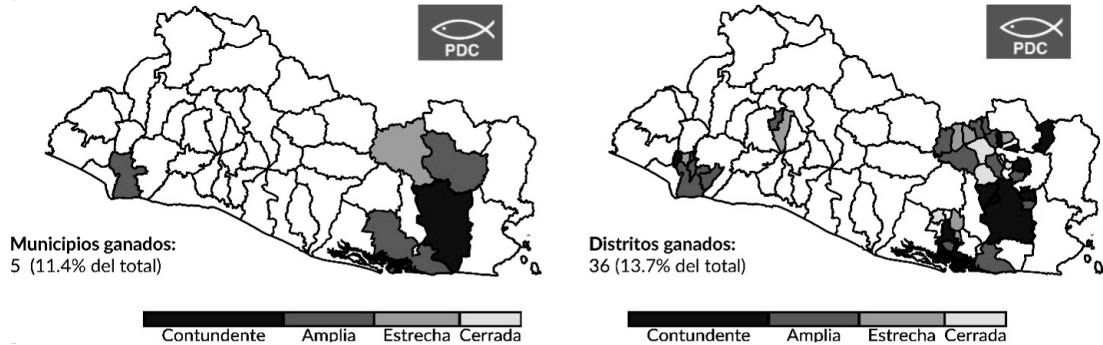 PDC
Municipios ganados:
5 (11.4% del total)
Contundente Amplia Estrecha Cerrada
PDC
Distritos ganados:
36 (13.7% del total)
Contundente Amplia Estrecha Cerrada